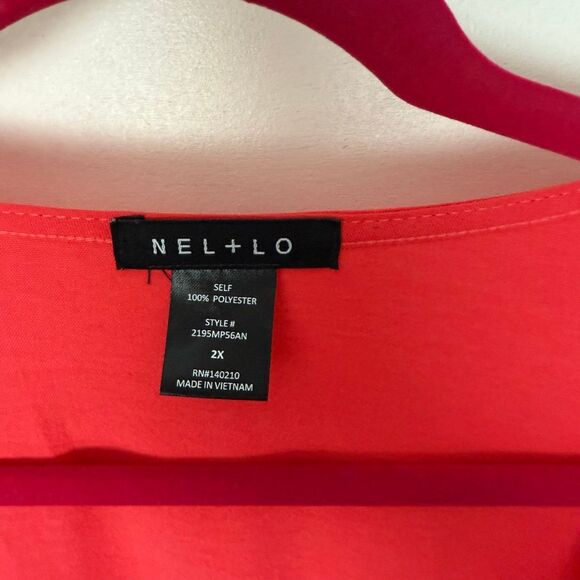 NEL+LO
SELF
100% POLYESTER
STYLE #
2195MP56AN
2X
RN#140210
MADE IN VIETNAM